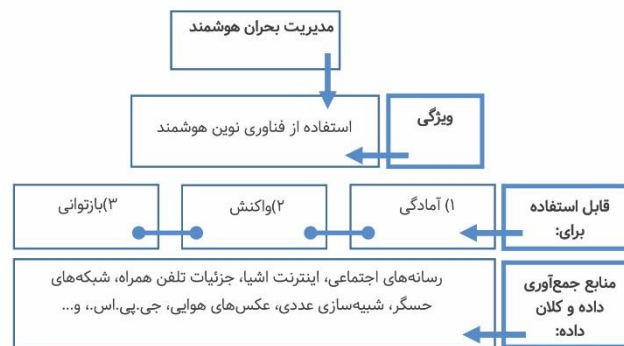 مدیریت بحران هوشمند
ویژگی
استفاده از فناوری نوین هوشمند
قابل استفاده
برای:
۱) آمادگی
۲)واکنش
۳)بازتوانی
منابع جمع‌آوری
داده و کلان
داده:
رسانه‌های اجتماعی، اینترنت اشیا، جزئیات تلفن همراه، شبکه‌های
حسگر، شبیه‌سازی عددی، عکس‌های هوایی، جی.پی.اس.، و...